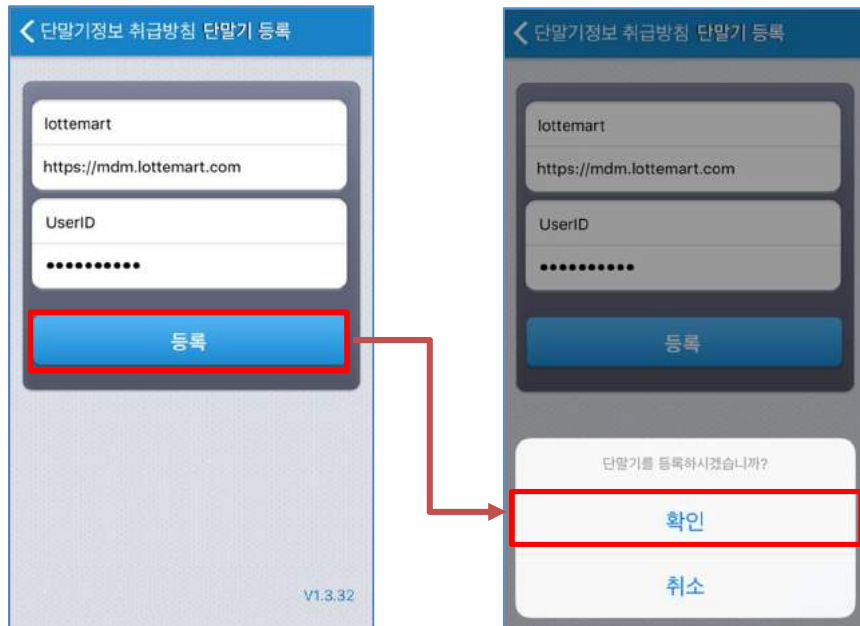 단말기정보 취급방침 단말기 등록
lottemart
https://mdm.lottemart.com
UserID
••••••••••
등록
V1.3.32
단말기정보 취급방침 단말기 등록
lottemart
https://mdm.lottemart.com
UserID
••••••••••
등록
단말기를 등록하시겠습니까?
확인
취소